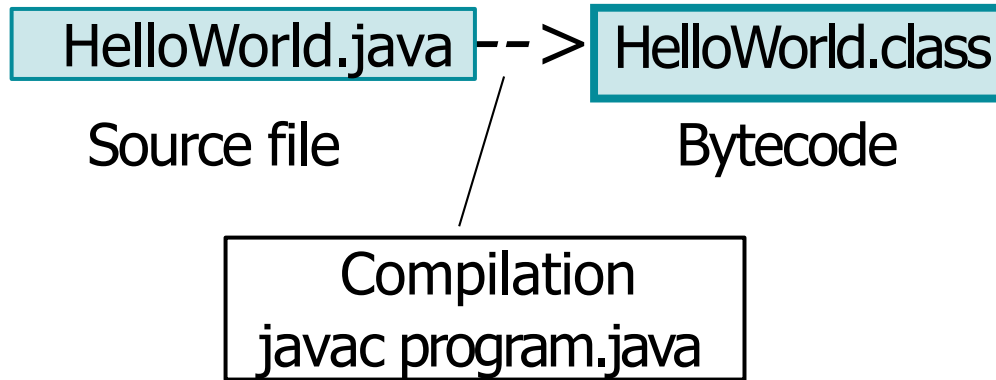 HelloWorld.java --> HelloWorld.class
Source file Bytecode
Compilation
javac program.java